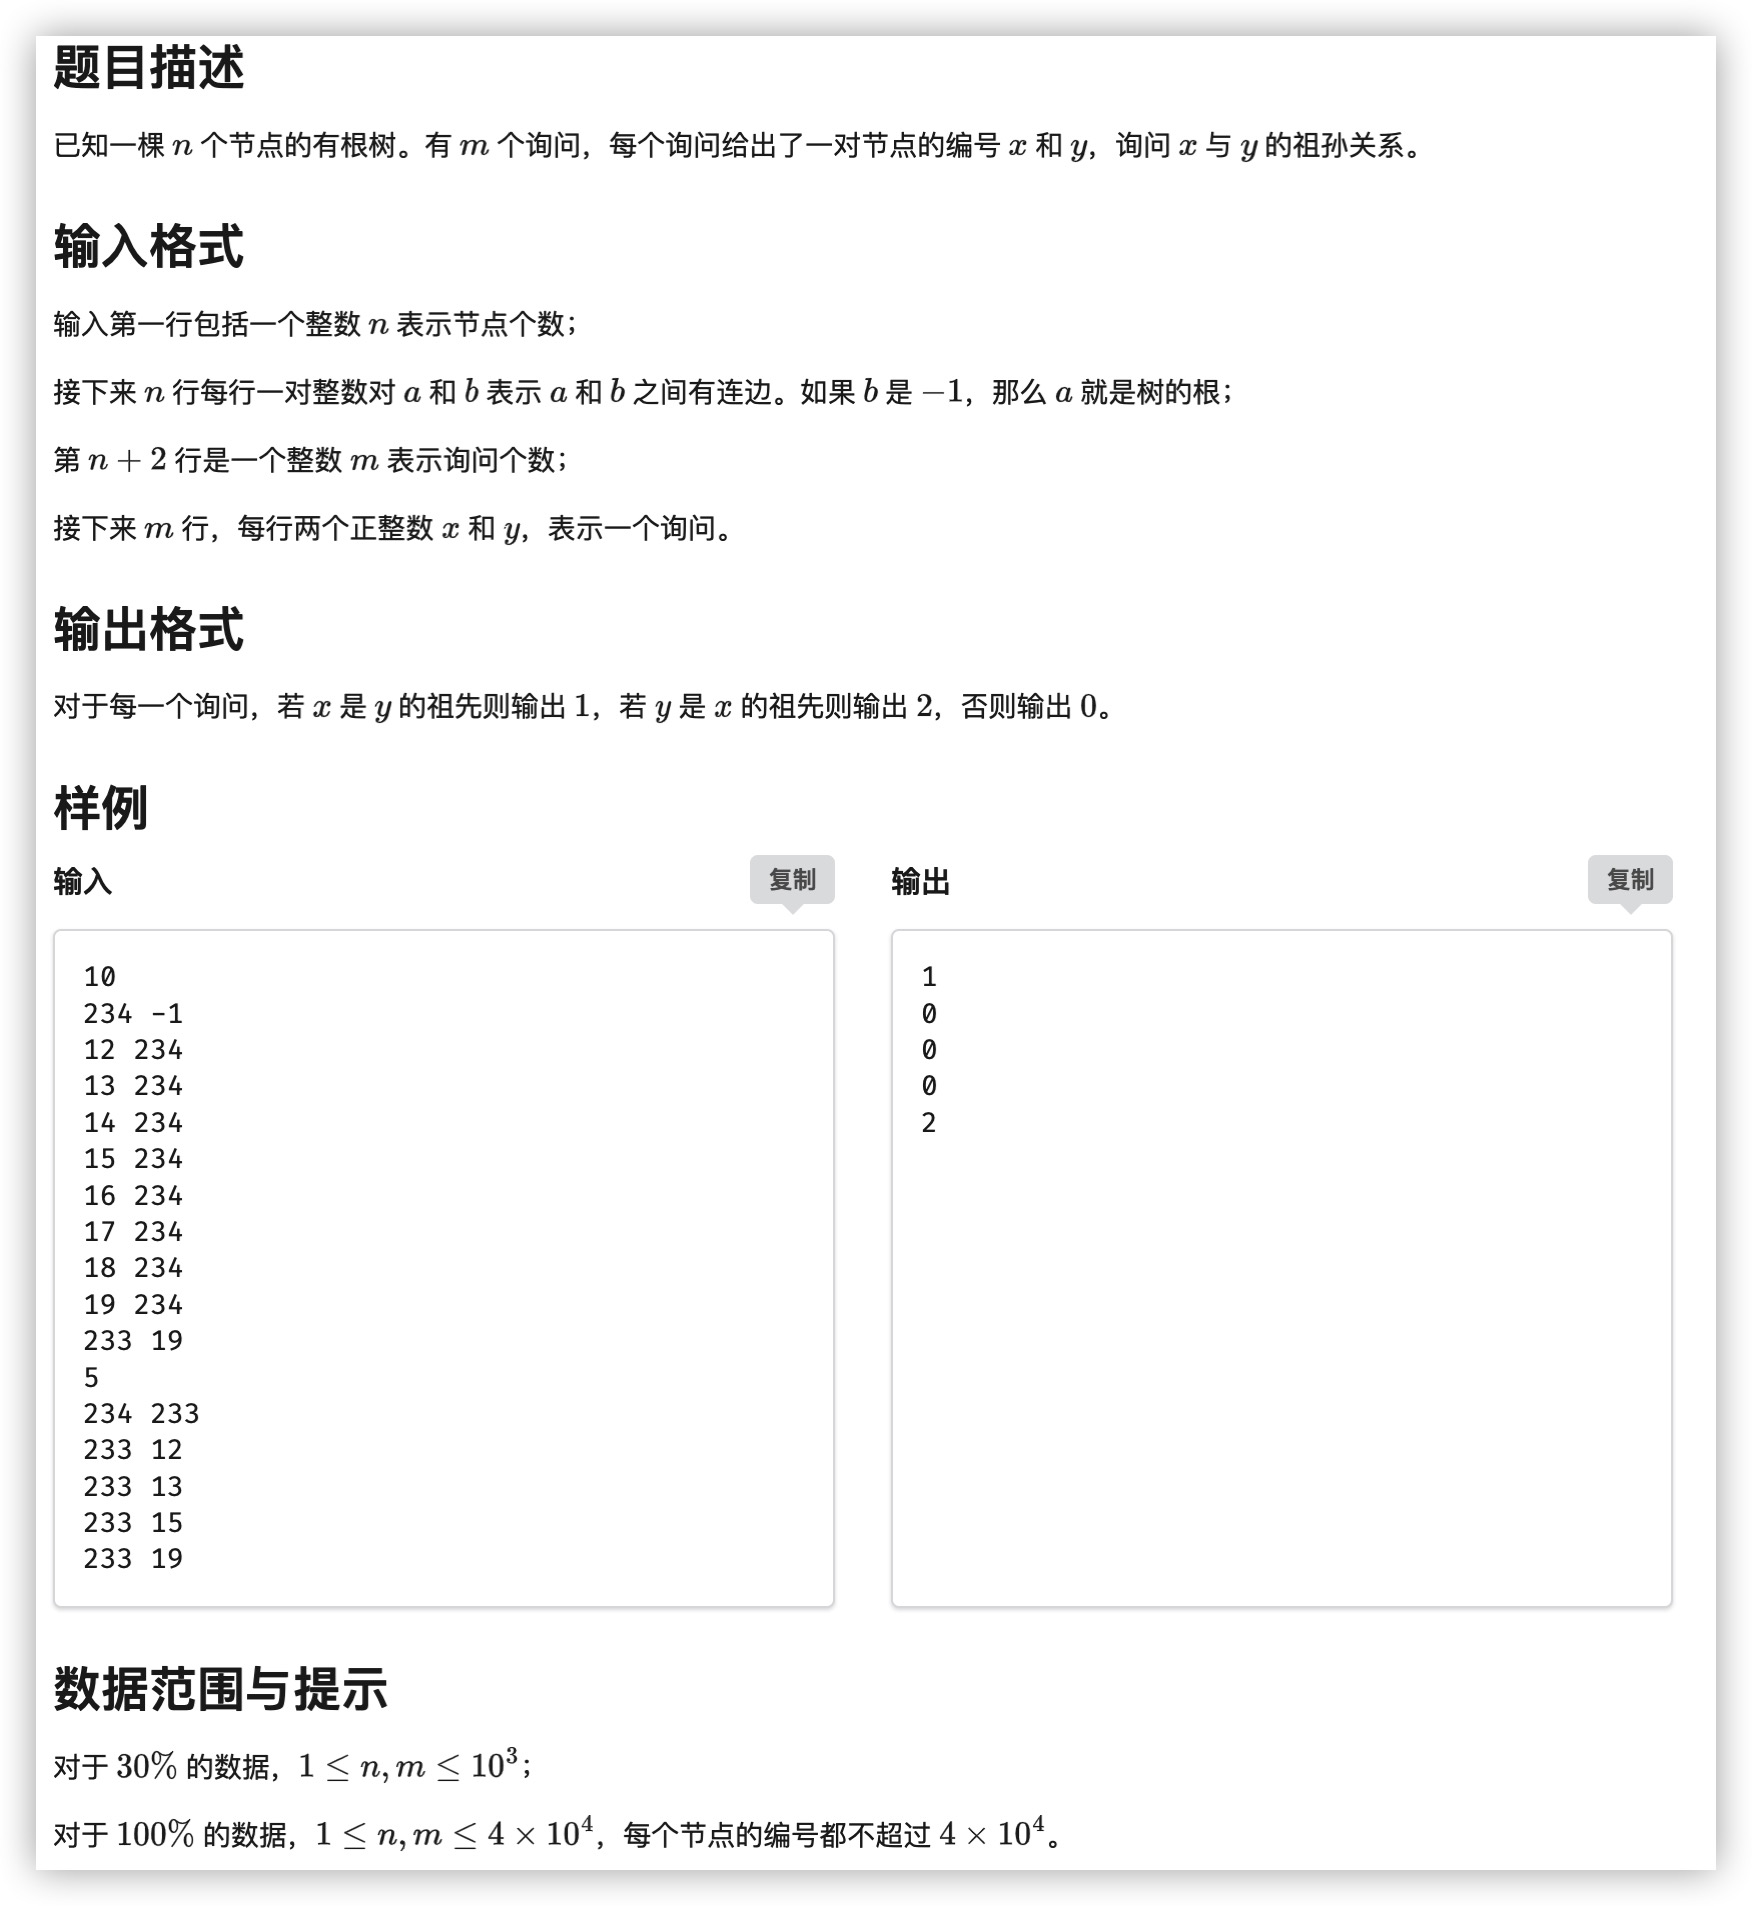 题目描述
已知一棵 n 个节点的有根树。有 m 个询问，每个询问给出了一对节点的编号 x 和 y，询问 x 与 y 的祖孙关系。
输入格式
输入第一行包括一个整数 n 表示节点个数；
接下来 n 行每行一对整数对 a 和 b 表示 a 和 b 之间有连边。如果 b 是 −1，那么 a 就是树的根；
第 n + 2 行是一个整数 m 表示询问个数；
接下来 m 行，每行两个正整数 x 和 y，表示一个询问。
输出格式
对于每一个询问，若 x 是 y 的祖先则输出 1，若 y 是 x 的祖先则输出 2，否则输出 0。
样例
输入 复制
10
234 -1
12 234
13 234
14 234
15 234
16 234
17 234
18 234
19 234
233 19
5
234 233
233 12
233 13
233 15
233 19
输出 复制
1
0
0
0
2
数据范围与提示
对于 30% 的数据，1 ≤ n, m ≤ 10³；
对于 100% 的数据，1 ≤ n, m ≤ 4 × 10⁴，每个节点的编号都不超过 4 × 10⁴。